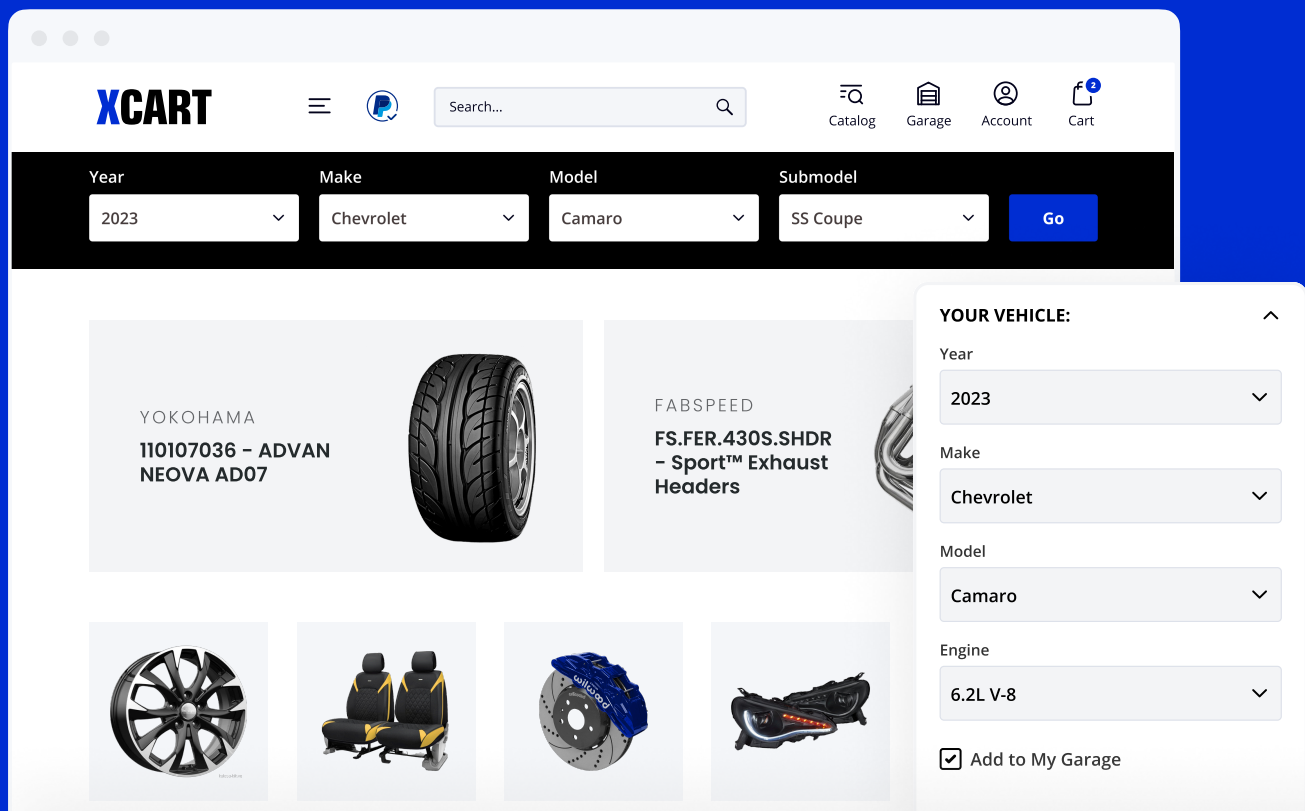 XCART
Search...
Catalog
Garage
Account
2
Cart
Year
Make
Model
Submodel
2023
Chevrolet
Camaro
SS Coupe
Go
YOKOHAMA
110107036 - ADVAN
NEOVA AD07
FABSPEED
FS.FER.430S.SHDR
- Sport™ Exhaust
Headers
wilwood
YOUR VEHICLE:
Year
2023
Make
Chevrolet
Model
Camaro
Engine
6.2L V-8
Add to My Garage